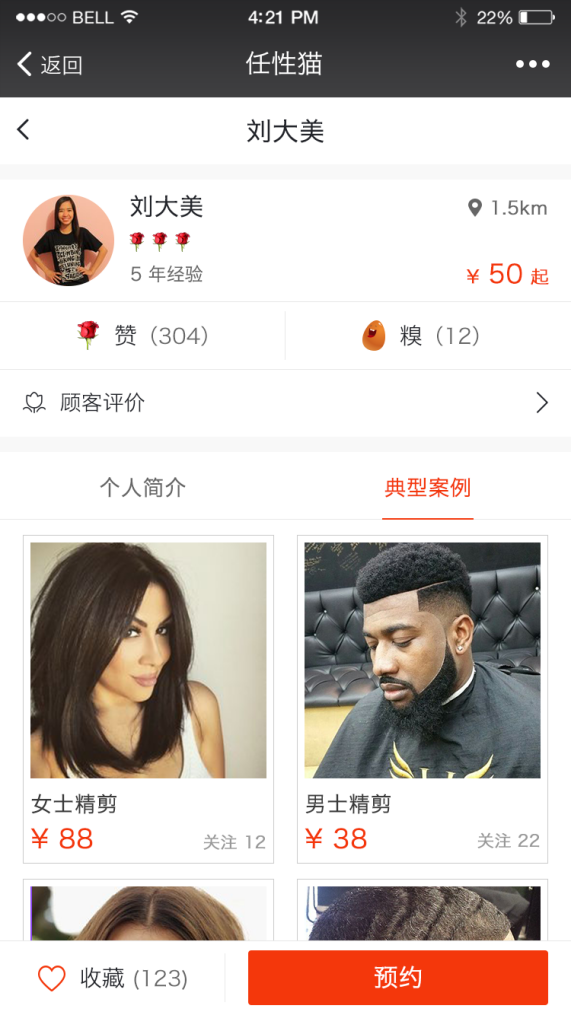 BELL 4:21 PM 22%
返回 任性猫
刘大美
刘大美 1.5km
5 年经验 ¥ 50 起
赞（304） 糗（12）
顾客评价
个人简介 典型案例
女士精剪
¥ 88 关注 12
男士精剪
¥ 38 关注 22
收藏 (123) 预约